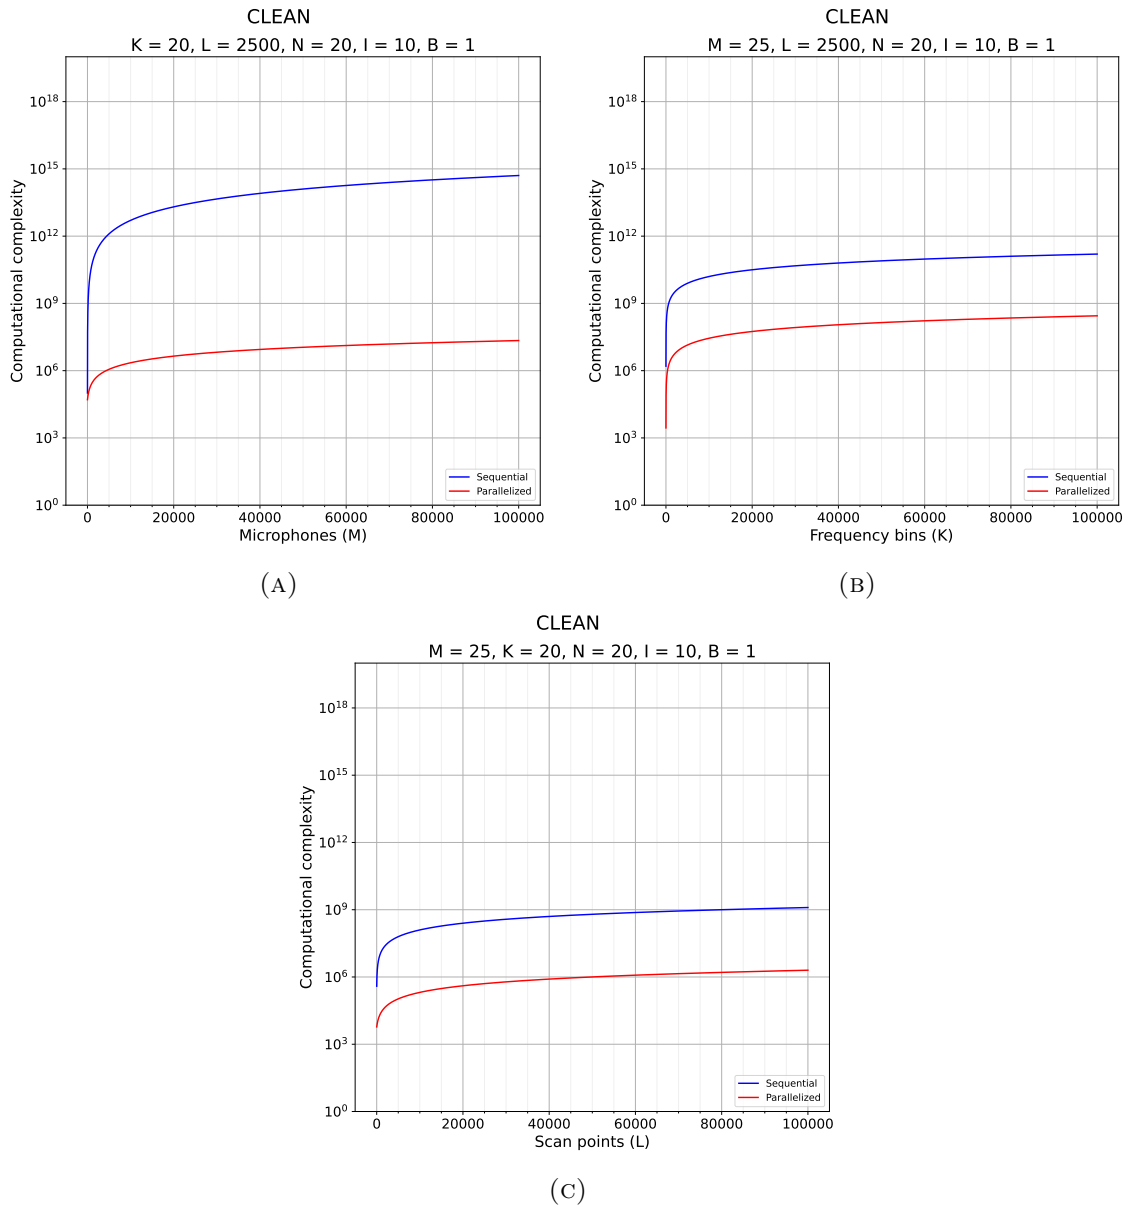 CLEAN
K = 20, L = 2500, N = 20, I = 10, B = 1
Computational complexity
10^18
10^15
10^12
10^9
10^6
10^3
10^0
Sequential
Parallelized
0 20000 40000 60000 80000 100000
Microphones (M)
(A)
CLEAN
M = 25, L = 2500, N = 20, I = 10, B = 1
Computational complexity
10^18
10^15
10^12
10^9
10^6
10^3
10^0
Sequential
Parallelized
0 20000 40000 60000 80000 100000
Frequency bins (K)
(B)
CLEAN
M = 25, K = 20, N = 20, I = 10, B = 1
Computational complexity
10^18
10^15
10^12
10^9
10^6
10^3
10^0
Sequential
Parallelized
0 20000 40000 60000 80000 100000
Scan points (L)
(C)